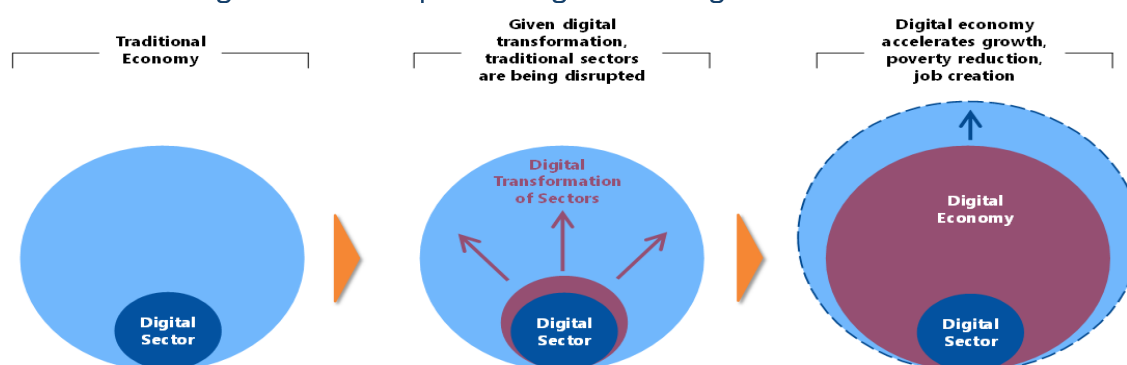 Traditional
Economy
Given digital
transformation,
traditional sectors
are being disrupted
Digital economy
accelerates growth,
poverty reduction,
job creation
Digital
Sector
Digital
Transformation
of Sectors
Digital
Sector
Digital
Economy
Digital
Sector